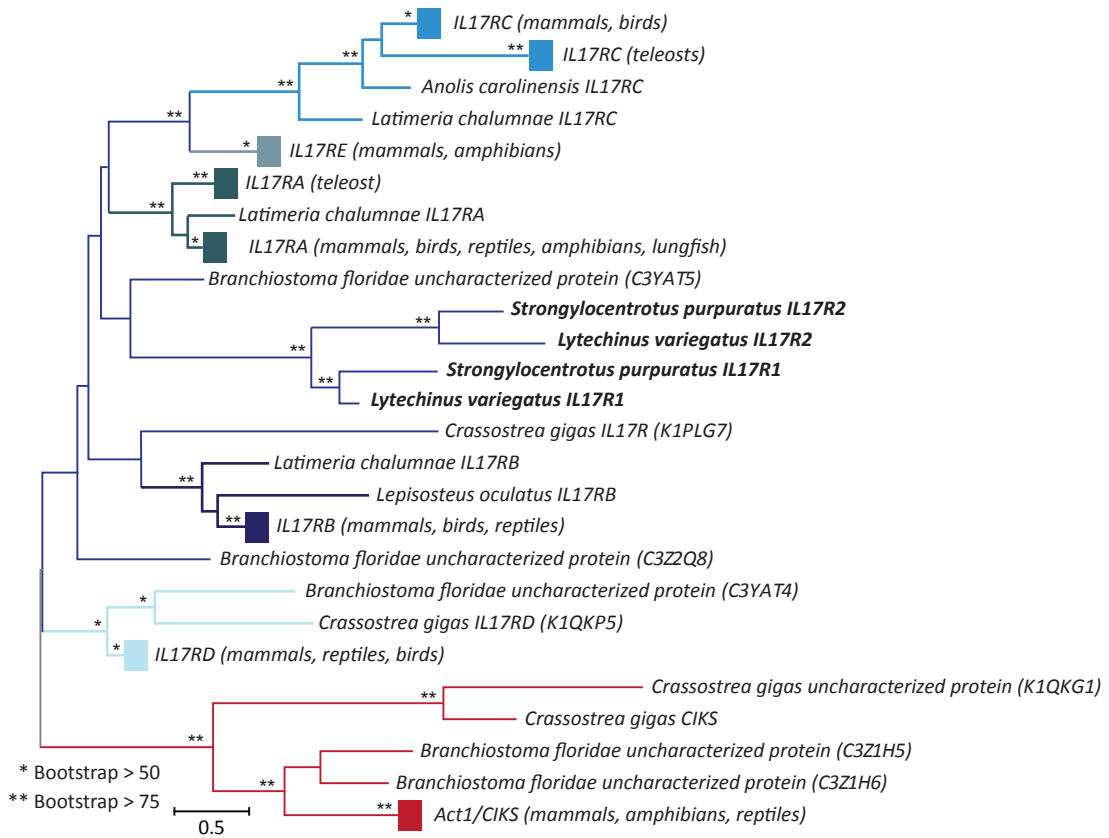 * IL17RC (mammals, birds)
** IL17RC (teleosts)
**
** Anolis carolinensis IL17RC
Latimeria chalumnae IL17RC
**
* IL17RE (mammals, amphibians)
** IL17RA (teleost)
** Latimeria chalumnae IL17RA
* IL17RA (mammals, birds, reptiles, amphibians, lungfish)
Branchiostoma floridae uncharacterized protein (C3YAT5)
Strongylocentrotus purpuratus IL17R2
**
Lytechinus variegatus IL17R2
**
Strongylocentrotus purpuratus IL17R1
**
Lytechinus variegatus IL17R1
Crassostrea gigas IL17R (K1PLG7)
Latimeria chalumnae IL17RB
**
Lepisosteus oculatus IL17RB
** IL17RB (mammals, birds, reptiles)
Branchiostoma floridae uncharacterized protein (C3Z2Q8)
Branchiostoma floridae uncharacterized protein (C3YAT4)
*
* Crassostrea gigas IL17RD (K1QKP5)
* IL17RD (mammals, reptiles, birds)
Crassostrea gigas uncharacterized protein (K1QKG1)
**
Crassostrea gigas CIKS
**
Branchiostoma floridae uncharacterized protein (C3Z1H5)
* Bootstrap > 50
** Branchiostoma floridae uncharacterized protein (C3Z1H6)
** Bootstrap > 75
** Act1/CIKS (mammals, amphibians, reptiles)
0.5